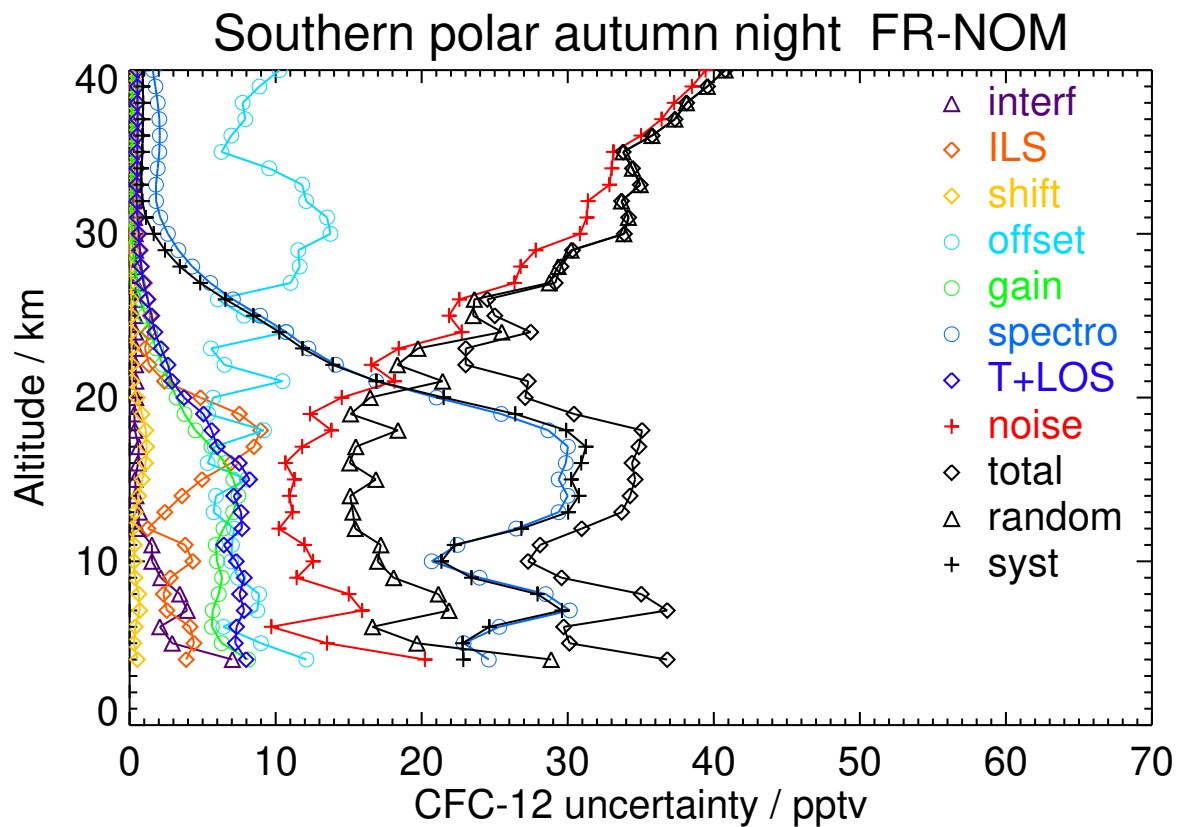 Southern polar autumn night FR-NOM
40
30
20
10
0
Altitude / km
interf
ILS
shift
offset
gain
spectro
T+LOS
noise
total
random
syst
0 10 20 30 40 50 60 70
CFC-12 uncertainty / pptv